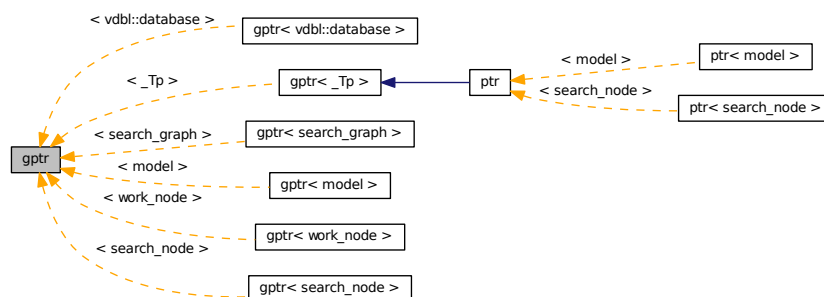 < vdbl::database >
gptr< vdbl::database >
< model >
ptr< model >
< _Tp >
gptr< _Tp >
ptr
< search_node >
ptr< search_node >
< search_graph >
gptr< search_graph >
gptr
< model >
gptr< model >
< work_node >
gptr< work_node >
< search_node >
gptr< search_node >